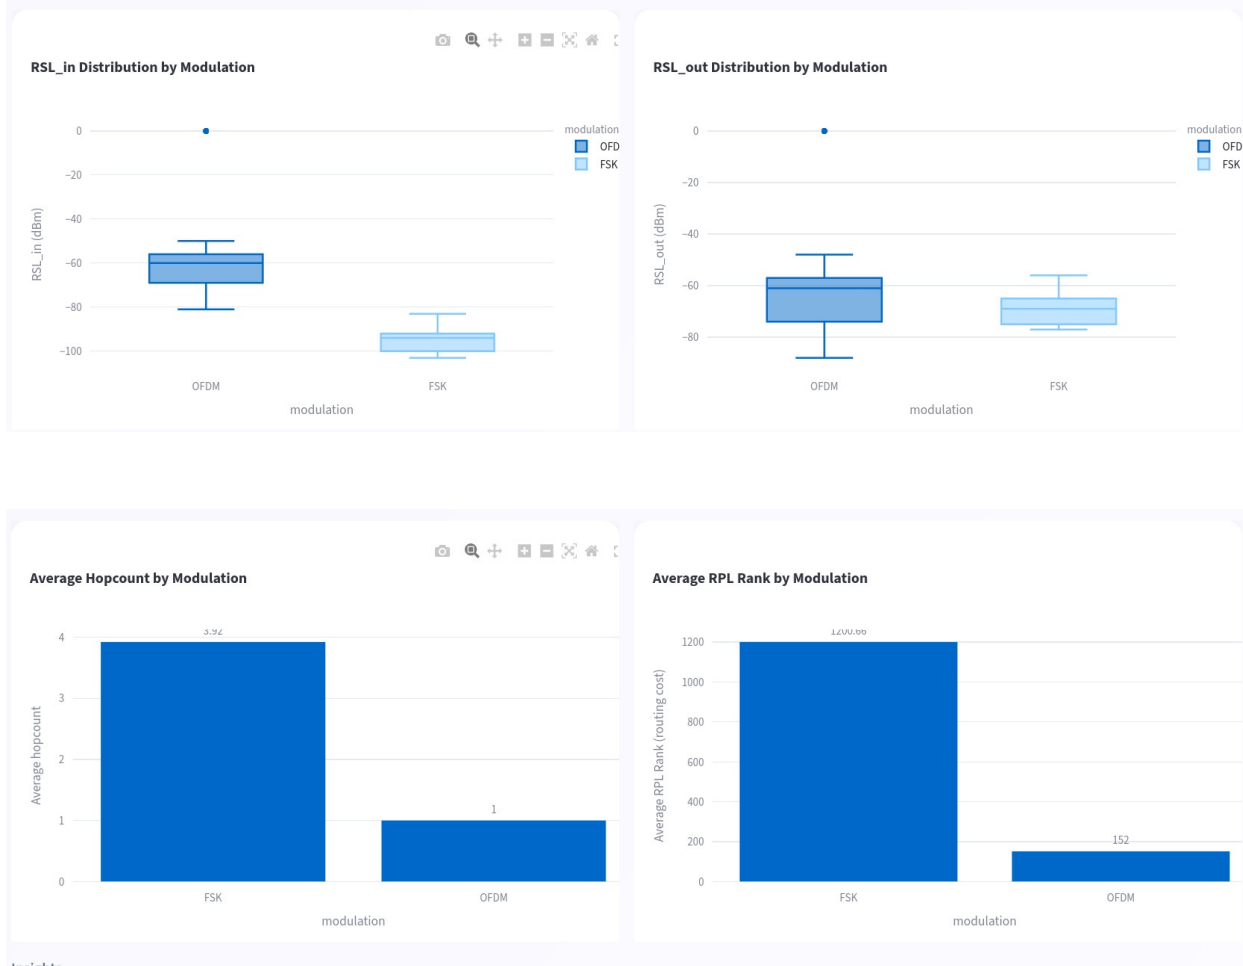 RSL_in Distribution by Modulation
0
−20
−40
−60
−80
−100
RSL_in (dBm)
OFDM
FSK
modulation
modulation
OFD
FSK
RSL_out Distribution by Modulation
0
−20
−40
−60
−80
RSL_out (dBm)
OFDM
FSK
modulation
modulation
OFD
FSK
Average Hopcount by Modulation
4
3
2
1
0
Average hopcount
3.92
1
FSK
OFDM
modulation
Average RPL Rank by Modulation
1200
1000
800
600
400
200
0
Average RPL Rank (routing cost)
1200.66
152
FSK
OFDM
modulation